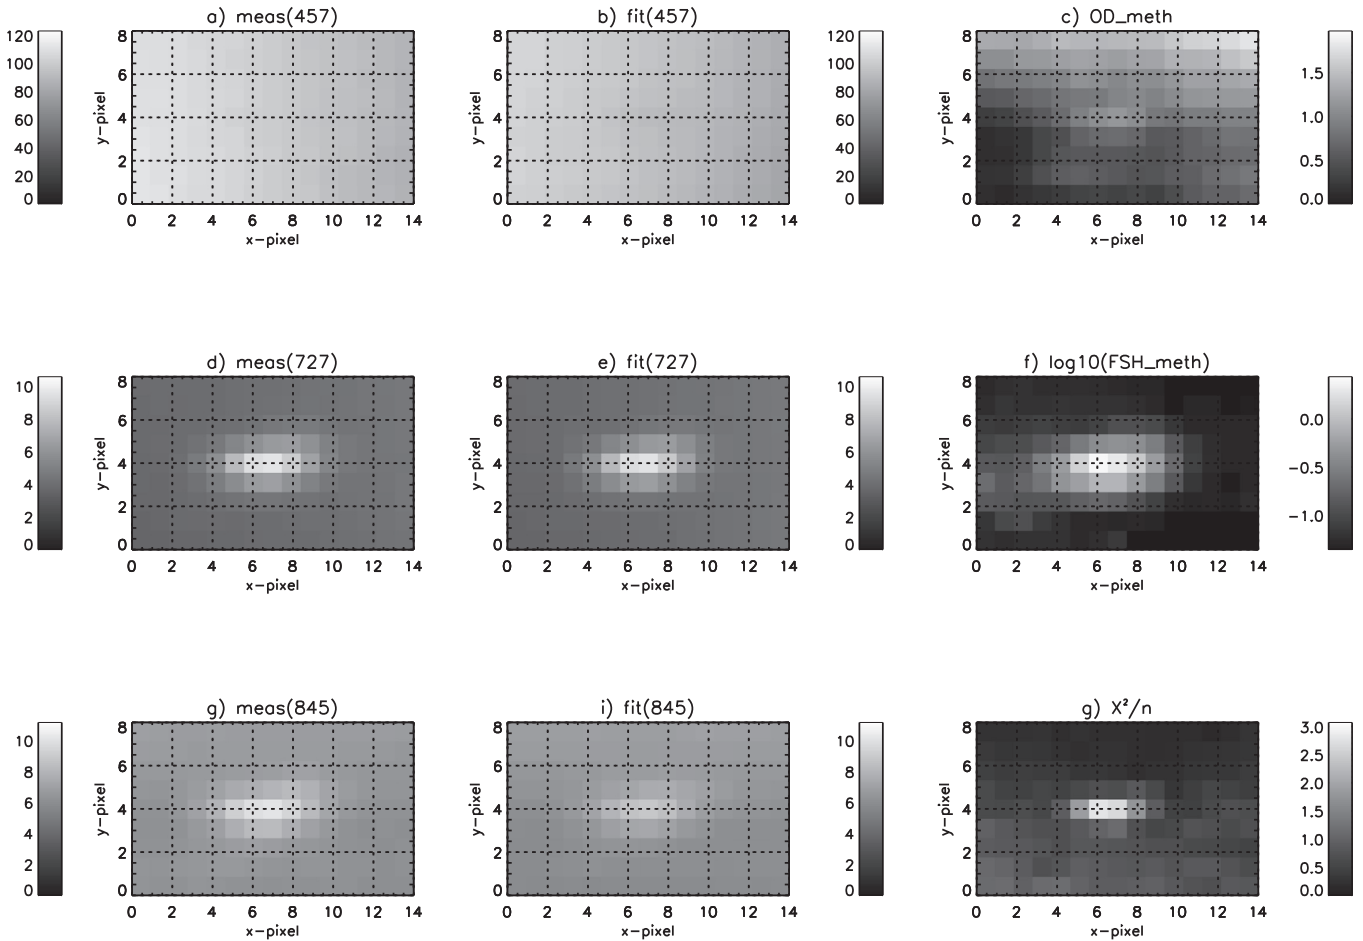 a) meas(457)
b) fit(457)
c) OD_meth
120
100
80
60
40
20
0
8
6
4
2
0
y-pixel
0 2 4 6 8 10 12 14
x-pixel
8
6
4
2
0
y-pixel
0 2 4 6 8 10 12 14
x-pixel
120
100
80
60
40
20
0
8
6
4
2
0
y-pixel
0 2 4 6 8 10 12 14
x-pixel
1.5
1.0
0.5
0.0
d) meas(727)
e) fit(727)
f) log10(FSH_meth)
10
8
6
4
2
0
8
6
4
2
0
y-pixel
0 2 4 6 8 10 12 14
x-pixel
8
6
4
2
0
y-pixel
0 2 4 6 8 10 12 14
x-pixel
10
8
6
4
2
0
8
6
4
2
0
y-pixel
0 2 4 6 8 10 12 14
x-pixel
0.0
-0.5
-1.0
g) meas(845)
i) fit(845)
g) X²/n
10
8
6
4
2
0
8
6
4
2
0
y-pixel
0 2 4 6 8 10 12 14
x-pixel
8
6
4
2
0
y-pixel
0 2 4 6 8 10 12 14
x-pixel
10
8
6
4
2
0
8
6
4
2
0
y-pixel
0 2 4 6 8 10 12 14
x-pixel
3.0
2.5
2.0
1.5
1.0
0.5
0.0